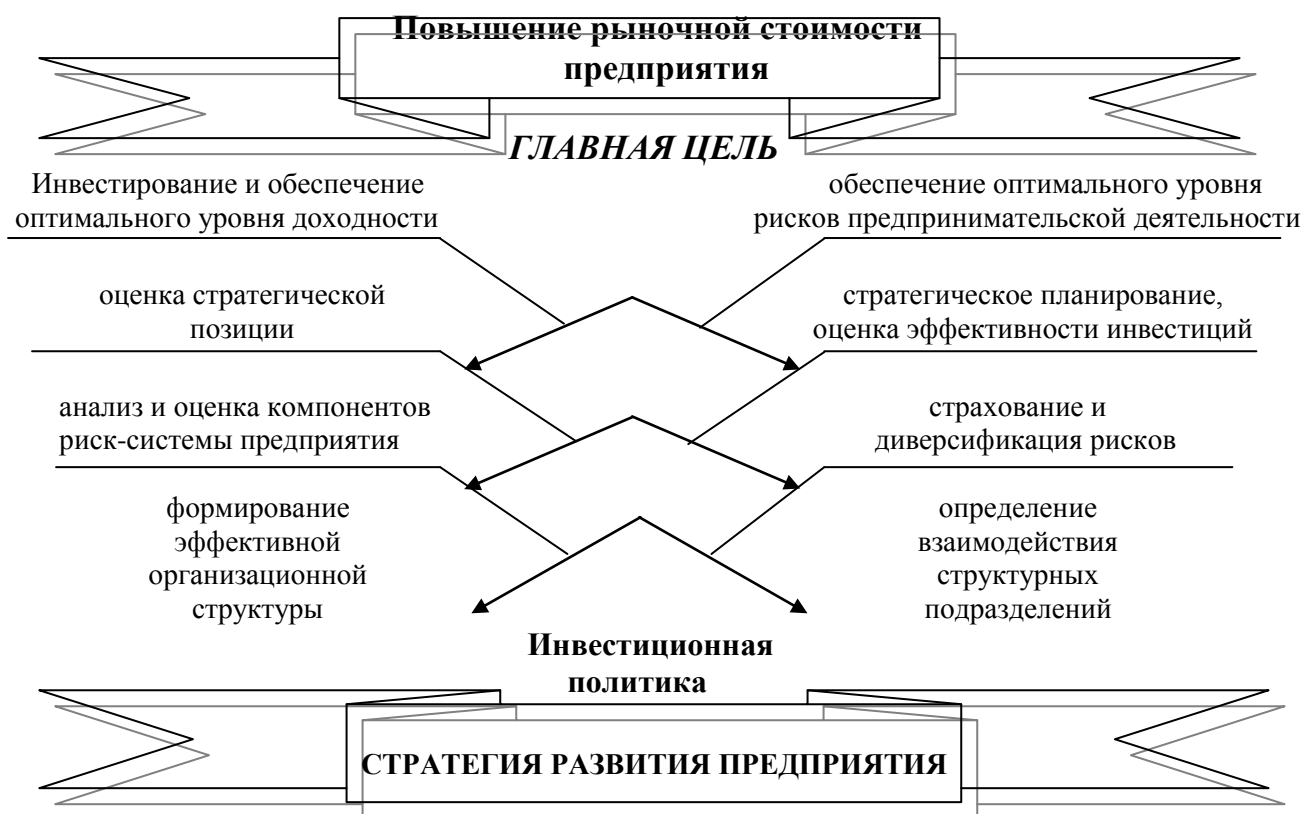 Повышение рыночной стоимости
предприятия
ГЛАВНАЯ ЦЕЛЬ
Инвестирование и обеспечение
оптимального уровня доходности
обеспечение оптимального уровня
рисков предпринимательской деятельности
оценка стратегической
позиции
стратегическое планирование,
оценка эффективности инвестиций
анализ и оценка компонентов
риск-системы предприятия
страхование и
диверсификация рисков
формирование
эффективной
организационной
структуры
определение
взаимодействия
структурных
подразделений
Инвестиционная
политика
СТРАТЕГИЯ РАЗВИТИЯ ПРЕДПРИЯТИЯ